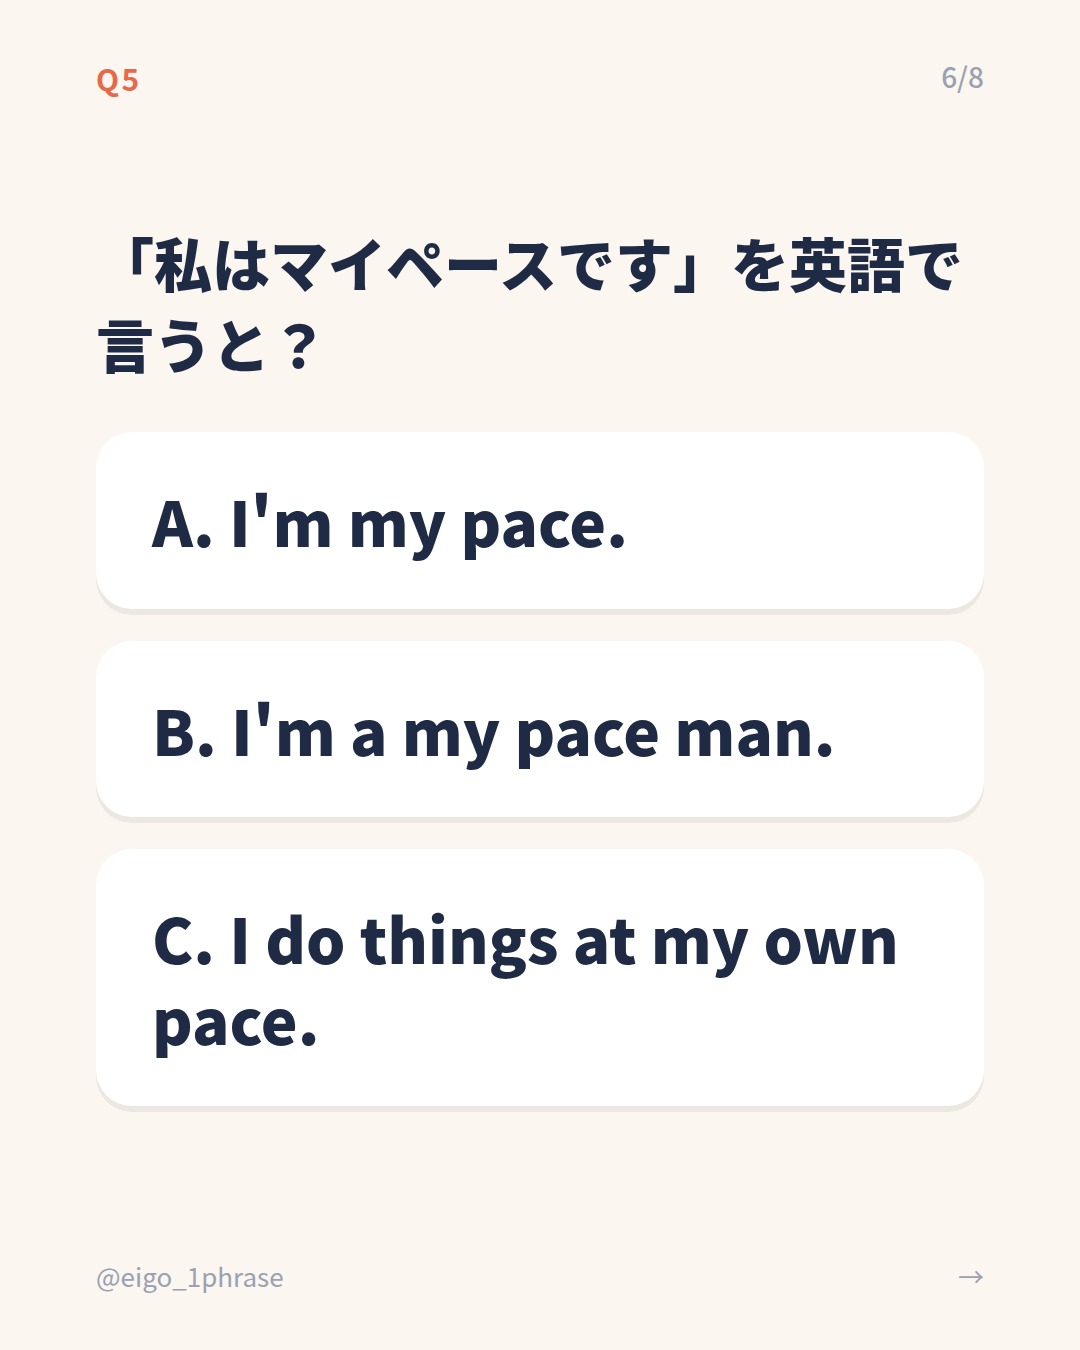 Q5
6/8
「私はマイペースです」を英語で
言うと？
A. I'm my pace.
B. I'm a my pace man.
C. I do things at my own
pace.
@eigo_1phrase
→